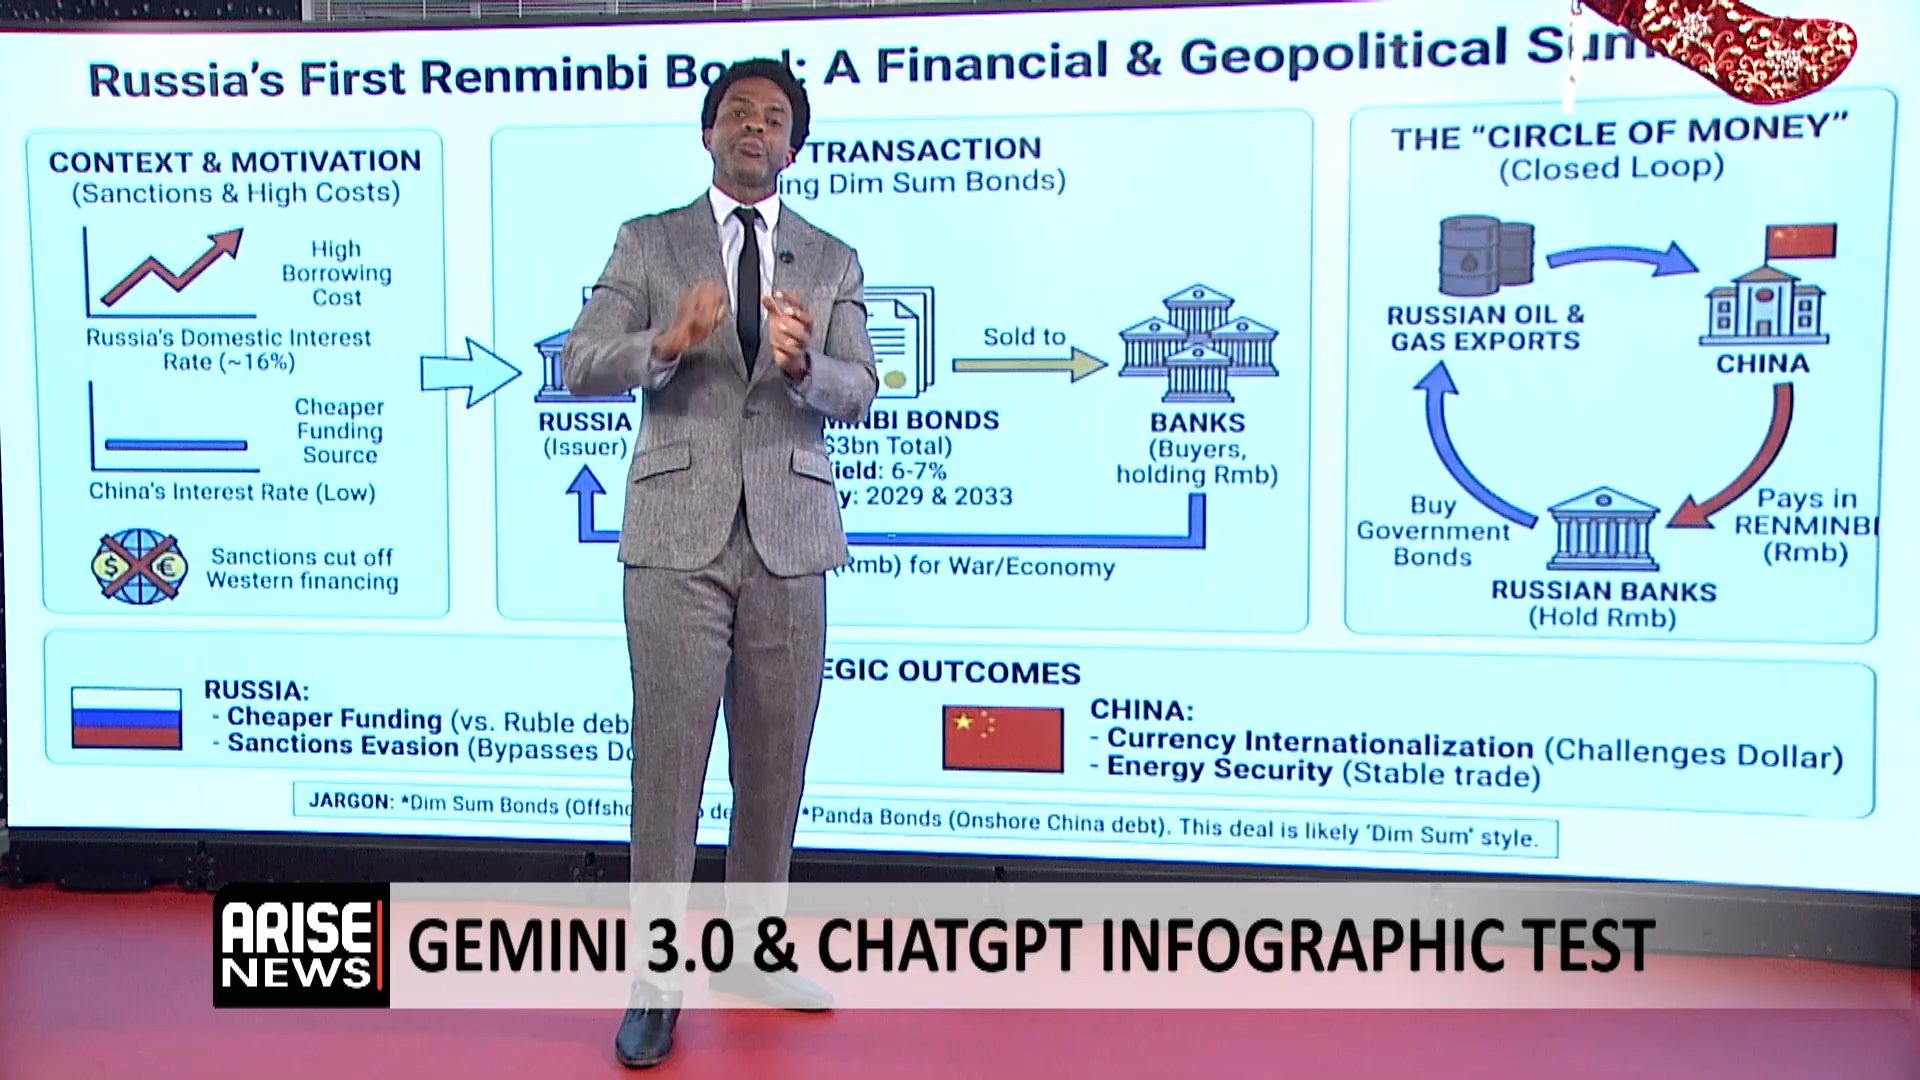 Russia's First Renminbi : A Financial & Geopolitical
CONTEXT & MOTIVATION
(Sanctions & High Costs)
High
Borrowing
Cost
Russia's Domestic Interest
Rate (~16%)
Cheaper
Funding
Source
China's Interest Rate (Low)
$ €
Sanctions cut off
Western financing
TRANSACTION
Dim Sum Bonds)
RUSSIA
(Issuer)
BONDS
$3bn Total)
6-7%
2029 & 2033
Sold to
BANKS
(Buyers,
holding Rmb)
(Rmb) for War/Economy
THE "CIRCLE OF MONEY"
(Closed Loop)
RUSSIAN OIL &
GAS EXPORTS
CHINA
Pays in
RENMINBI
(Rmb)
RUSSIAN BANKS
(Hold Rmb)
Buy
Government
Bonds
OUTCOMES
RUSSIA:
- Cheaper Funding (vs. Ruble
- Sanctions Evasion (Bypasses
CHINA:
- Currency Internationalization (Challenges Dollar)
- Energy Security (Stable trade)
JARGON: *Dim Sum Bonds *Panda Bonds (Onshore China debt). This deal is likely 'Dim Sum' style.
ARISE
NEWS
GEMINI 3.0 & CHATGPT INFOGRAPHIC TEST